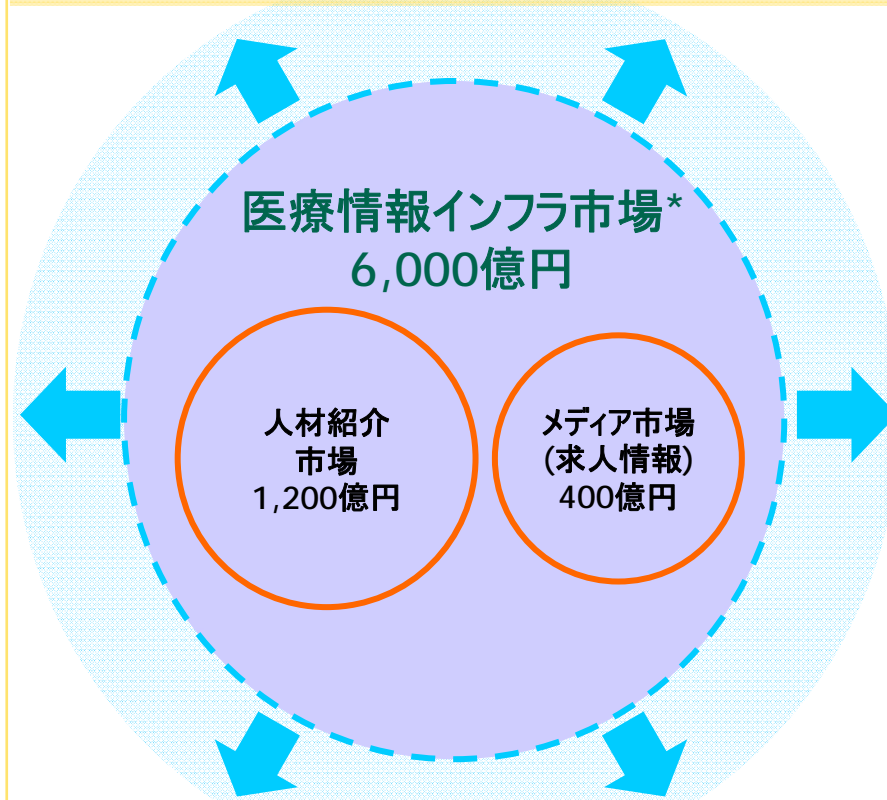 医療情報インフラ市場*
6,000億円
人材紹介
市場
1,200億円
メディア市場
(求人情報)
400億円